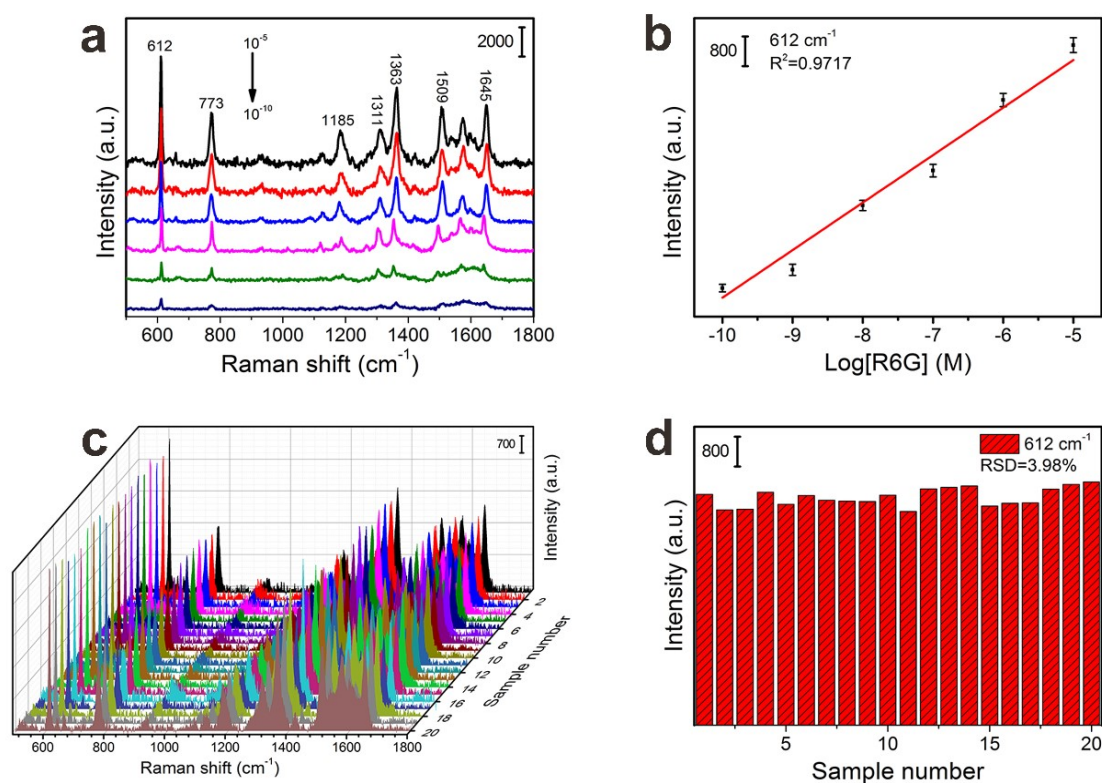 a
2000
612
10⁻⁵
10⁻¹⁰
773
1185
1311
1363
1509
1645
Intensity (a.u.)
600 800 1000 1200 1400 1600 1800
Raman shift (cm⁻¹)
b
800
612 cm⁻¹
R²=0.9717
Intensity (a.u.)
-10 -9 -8 -7 -6 -5
Log[R6G] (M)
c
700
Intensity (a.u.)
2
4
6
8
10
12
14
16
18
20
Sample number
600 800 1000 1200 1400 1600 1800
Raman shift (cm⁻¹)
d
800
612 cm⁻¹
RSD=3.98%
Intensity (a.u.)
5 10 15 20
Sample number